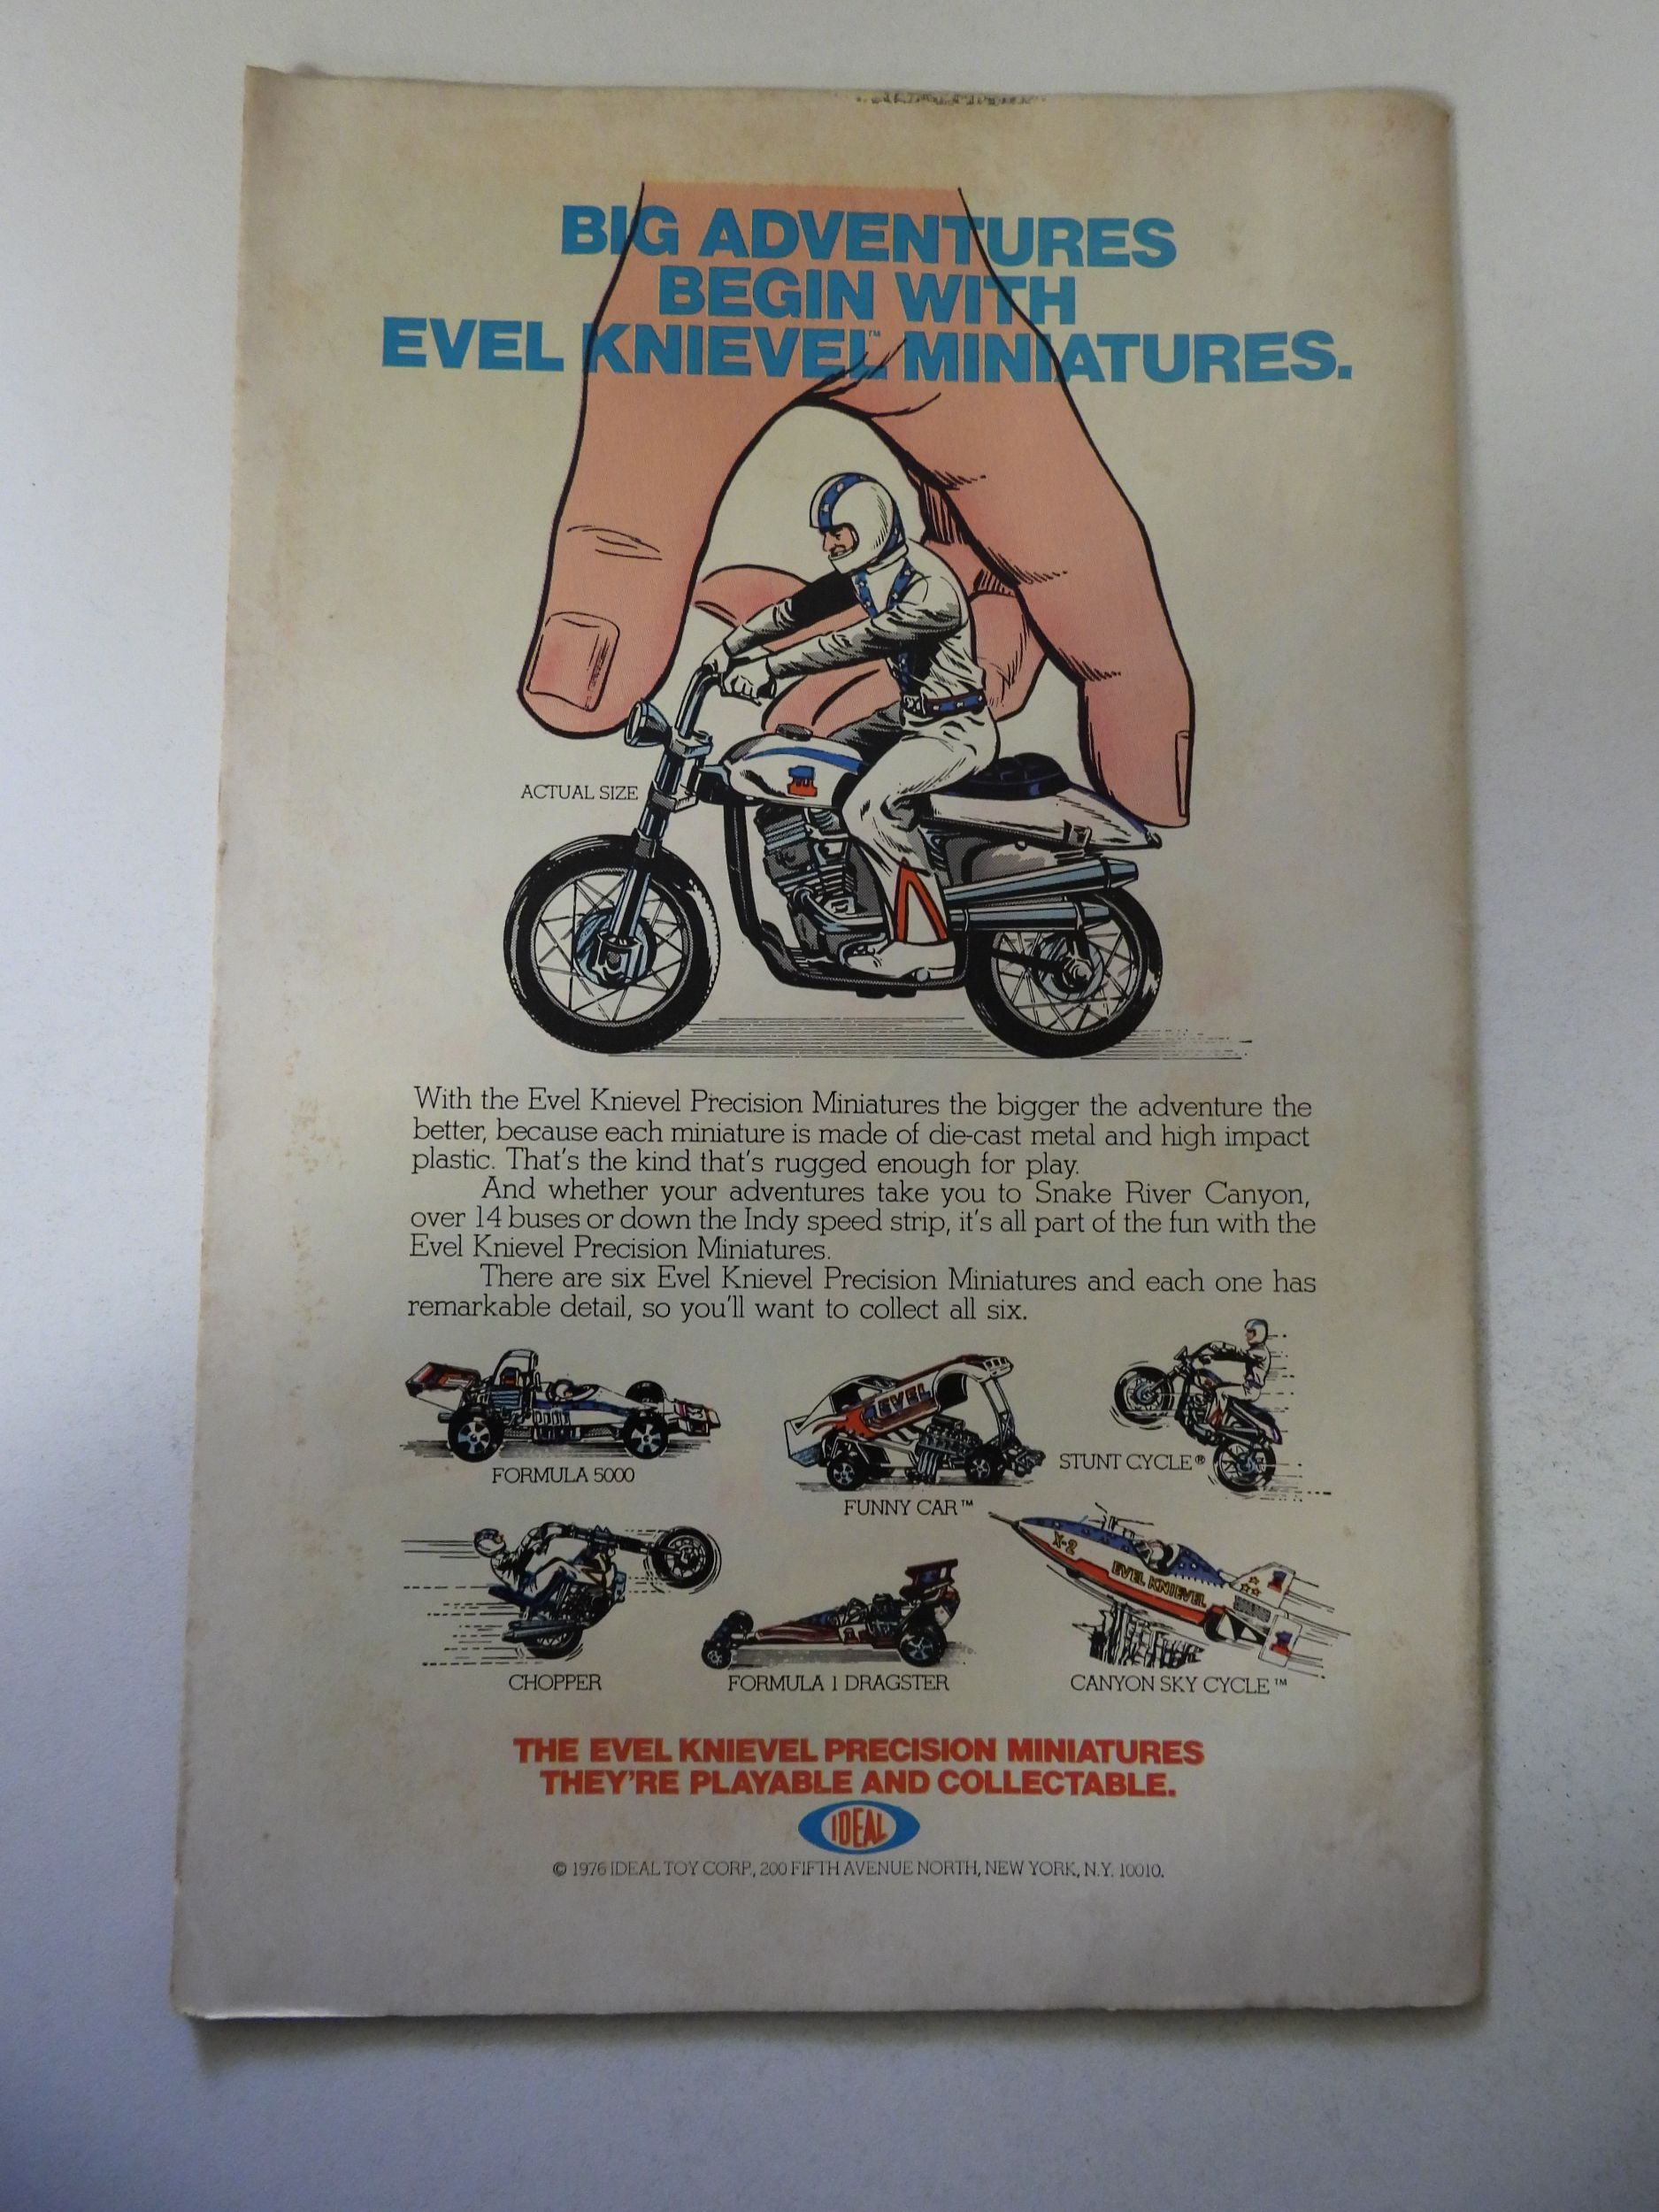 BIG ADVENTURES
BEGIN WITH
EVEL KNIEVEL™ MINIATURES.
ACTUAL SIZE
With the Evel Knievel Precision Miniatures the bigger the adventure the
better, because each miniature is made of die-cast metal and high impact
plastic. That's the kind that's rugged enough for play.
And whether your adventures take you to Snake River Canyon,
over 14 buses or down the Indy speed strip, it's all part of the fun with the
Evel Knievel Precision Miniatures.
There are six Evel Knievel Precision Miniatures and each one has
remarkable detail, so you'll want to collect all six.
EVEL
FORMULA 5000
FUNNY CAR™
STUNT CYCLE®
X-2
EVEL KNIEVEL
CHOPPER
FORMULA 1 DRAGSTER
CANYON SKY CYCLE™
THE EVEL KNIEVEL PRECISION MINIATURES
THEY'RE PLAYABLE AND COLLECTABLE.
IDEAL
© 1976 IDEAL TOY CORP., 200 FIFTH AVENUE NORTH, NEW YORK, N.Y. 10010.